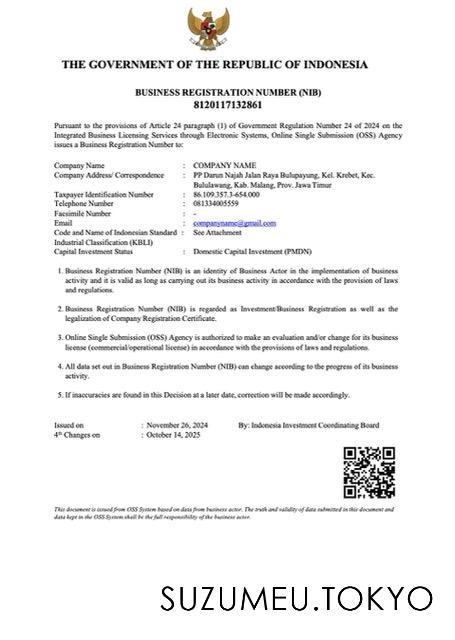 THE GOVERNMENT OF THE REPUBLIC OF INDONESIA
BUSINESS REGISTRATION NUMBER (NIB)
8120117132861
Pursuant to the provisions of Article 24 paragraph (1) of Government Regulation Number 24 of 2024 on the
Integrated Business Licensing Services through Electronic Systems, Online Single Submission (OSS) Agency
issues a Business Registration Number to:
Company Name : COMPANY NAME
Company Address/ Correspondence : PP Darun Najah Jalan Raya Bulupayung, Kel. Krebet, Kec.
Bululawang, Kab. Malang, Prov. Jawa Timur
Taxpayer Identification Number : 86.109.357.3-654.000
Telephone Number : 081334005559
Facsimile Number : -
Email : companyname@gmail.com
Code and Name of Indonesian Standard : See Attachment
Industrial Classification (KBLI)
Capital Investment Status : Domestic Capital Investment (PMDN)
1. Business Registration Number (NIB) is an identity of Business Actor in the implementation of business
activity and it is valid as long as carrying out its business activity in accordance with the provision of laws
and regulations.
2. Business Registration Number (NIB) is regarded as Investment/Business Registration as well as the
legalization of Company Registration Certificate.
3. Online Single Submission (OSS) Agency is authorized to make an evaluation and/or change for its business
license (commercial/operational license) in accordance with the provisions of laws and regulations.
4. All data set out in Business Registration Number (NIB) can change according to the progress of its business
activity.
5. If inaccuracies are found in this Decision at a later date, correction will be made accordingly.
Issued on : November 26, 2024 By: Indonesia Investment Coordinating Board
4th Changes on : October 14, 2025
This document is issued from OSS System based on data from business actor. The truth and validity of data submitted in this document and
data kept in the OSS System shall be the full responsibility of the business actor.
SUZUMEU.TOKYO